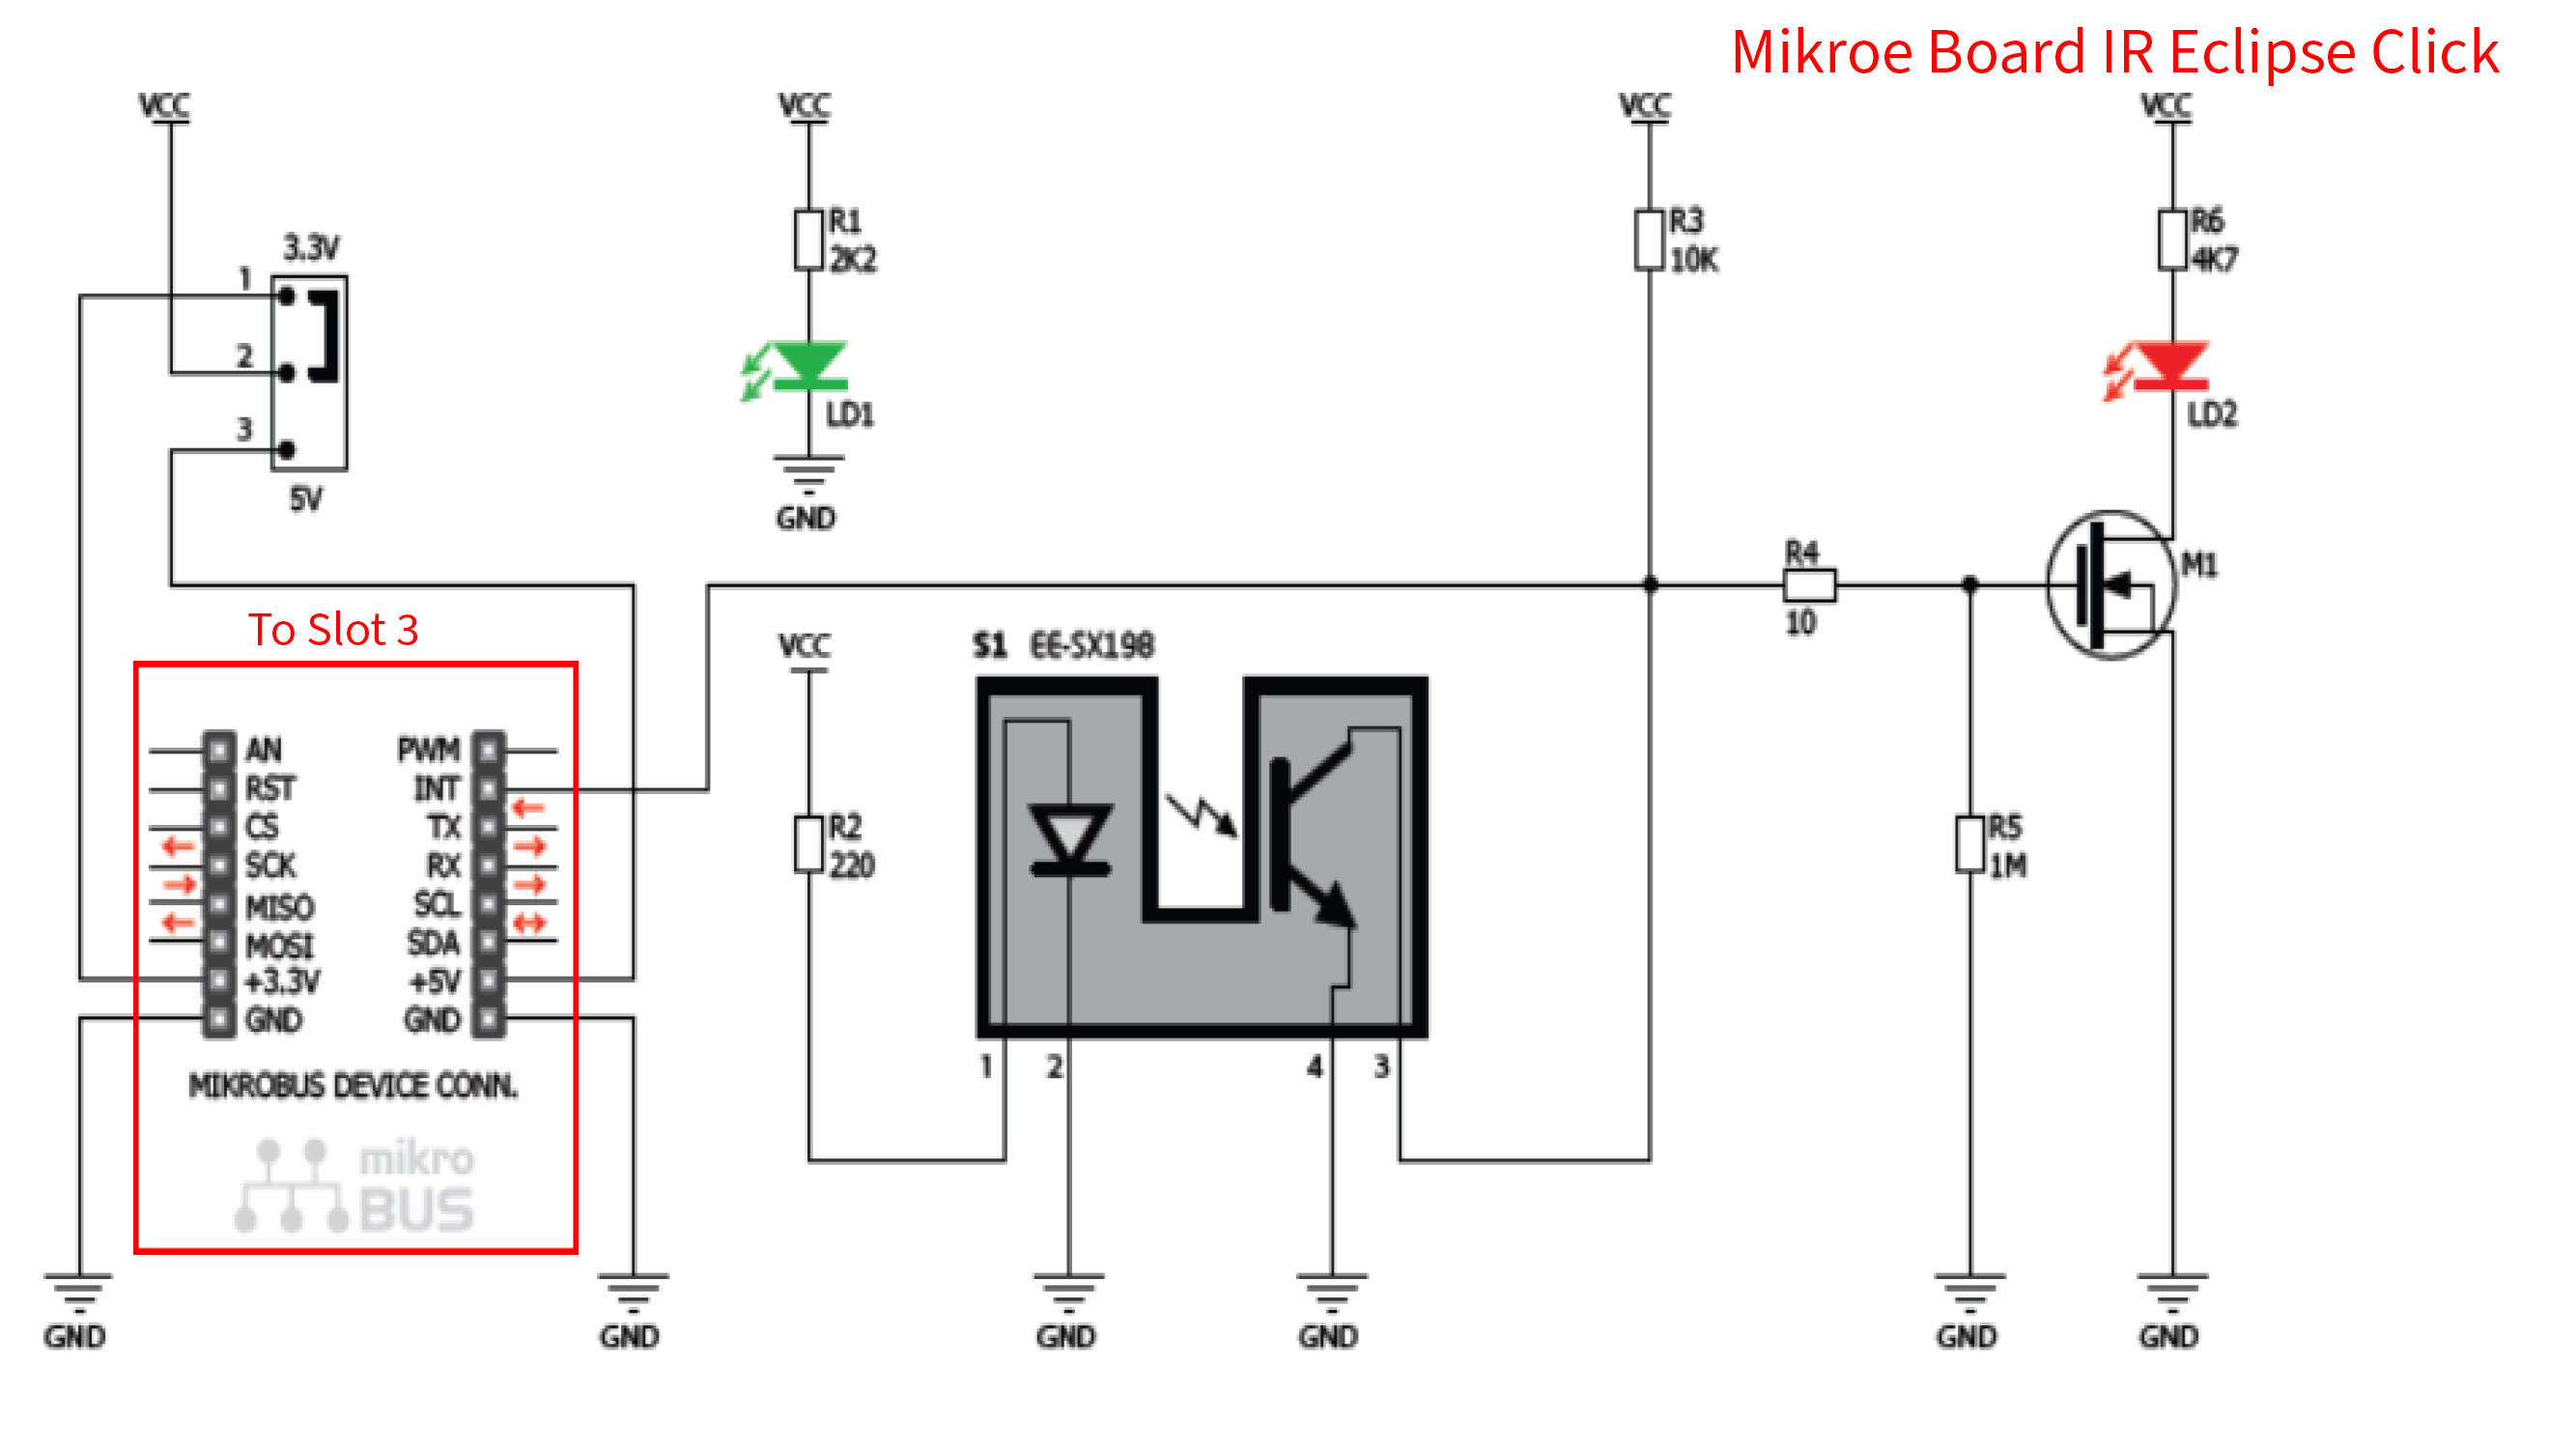 Mikroe Board IR Eclipse Click
VCC
VCC
VCC
VCC
R1
2K2
R3
10K
R6
4K7
3.3V
1
2
3
5V
LD1
GND
LD2
R4
10
M1
To Slot 3
VCC
S1 EE-SX198
AN
RST
CS
SCK
MISO
MOSI
+3.3V
GND
PWM
INT
TX
RX
SCL
SDA
+5V
GND
MIKROBUS DEVICE CONN.
mikro
BUS
R2
220
R5
1M
1
2
4
3
GND
GND
GND
GND
GND
GND